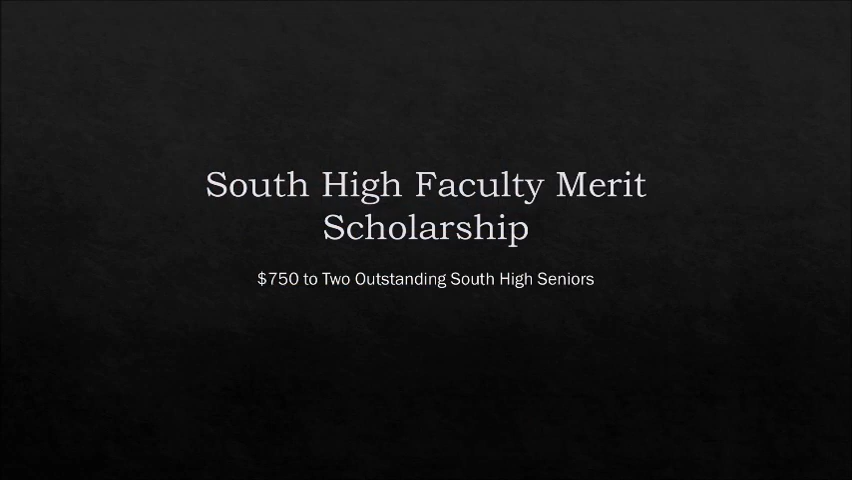 South High Faculty Merit
Scholarship
$750 to Two Outstanding South High Seniors